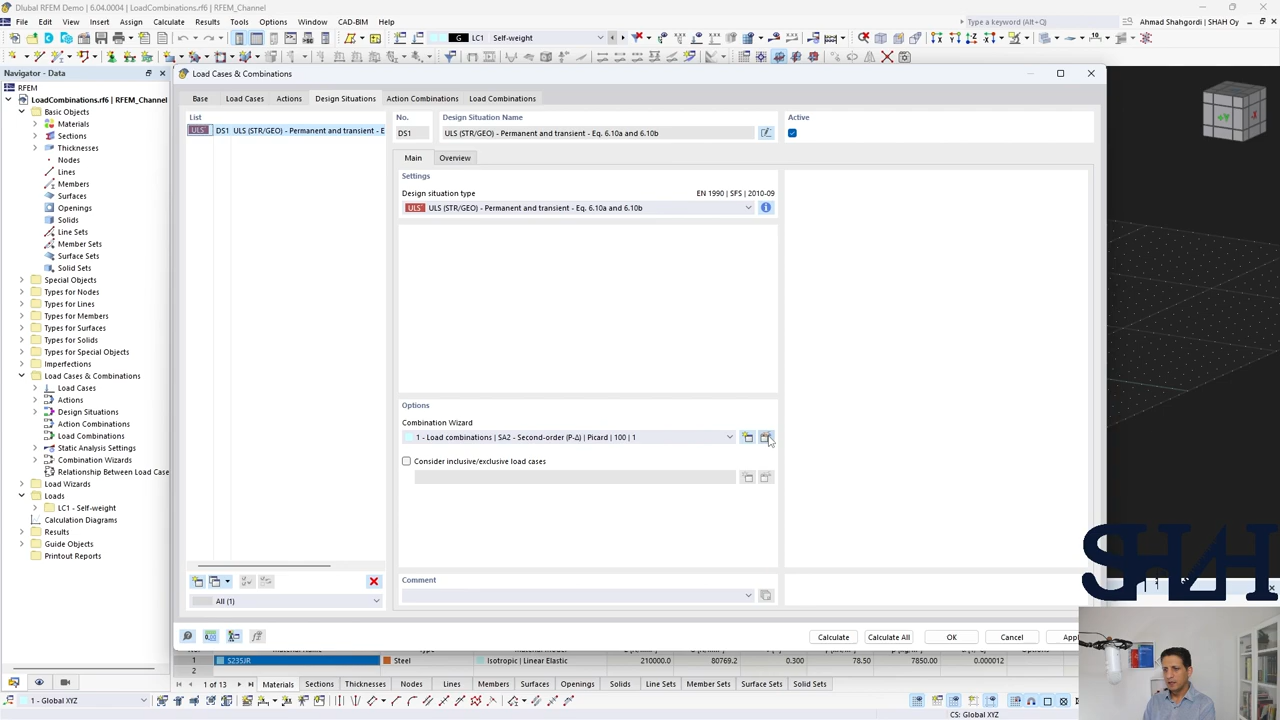 Dlubal RFEM Demo | 6.04.0004 | LoadCombinations.rf6 | RFEM_Channel
File Edit View Insert Assign Calculate Results Tools Options Window CAD-BIM Help
Type a keyword (Alt+Q)
Ahmad Shahgordi | SHAH Oy
G LC1 Self-weight
Navigator - Data
RFEM
LoadCombinations.rf6 | RFEM_Channel
Basic Objects
Materials
Sections
Thicknesses
Nodes
Lines
Members
Surfaces
Openings
Solids
Line Sets
Member Sets
Surface Sets
Solid Sets
Special Objects
Types for Nodes
Types for Lines
Types for Members
Types for Surfaces
Types for Solids
Types for Special Objects
Imperfections
Load Cases & Combinations
Load Cases
Actions
Design Situations
Action Combinations
Load Combinations
Static Analysis Settings
Combination Wizards
Relationship Between Load Case
Load Wizards
Loads
LC1 - Self-weight
Calculation Diagrams
Results
Guide Objects
Printout Reports
Load Cases & Combinations
Base Load Cases Actions Design Situations Action Combinations Load Combinations
List
ULS DS1 ULS (STR/GEO) - Permanent and transient - E
All (1)
No. Design Situation Name Active
DS1 ULS (STR/GEO) - Permanent and transient - Eq. 6.10a and 6.10b
Main Overview
Settings
Design situation type EN 1990 | SFS | 2010-09
ULS ULS (STR/GEO) - Permanent and transient - Eq. 6.10a and 6.10b
Options
Combination Wizard
1 - Load combinations | SA2 - Second-order (P-Δ) | Picard | 100 | 1
Consider inclusive/exclusive load cases
Comment
Calculate Calculate All OK Cancel
+Y -X
SHAH
1 S235JR Steel Isotropic | Linear Elastic 210000.0 80769.2 0.300 78.50 7850.00 0.000012
2
1 of 13 Materials Sections Thicknesses Nodes Lines Members Surfaces Openings Solids Line Sets Member Sets Surface Sets Solid Sets
1 - Global XYZ
CS: Global XYZ